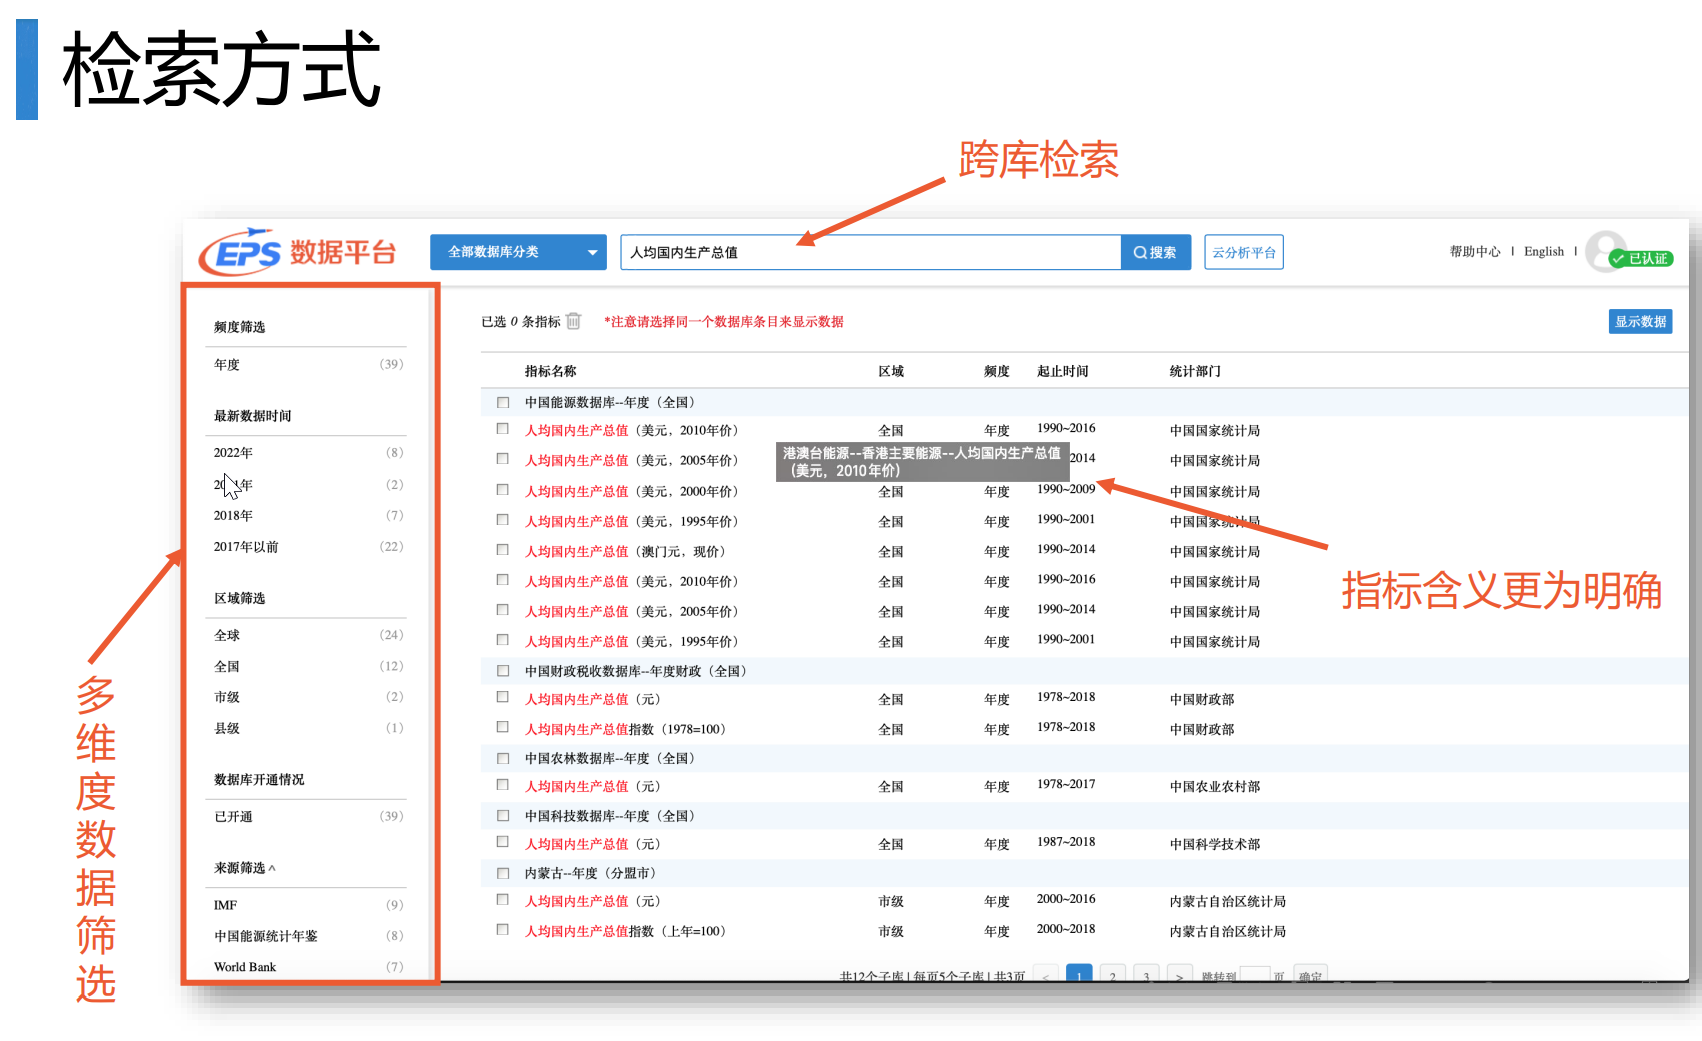 检索方式
跨库检索
EPS 数据平台
全部数据库分类
人均国内生产总值
搜索
云分析平台
帮助中心 | English |
已认证
频度筛选
年度 (39)
最新数据时间
2022年 (8)
年 (2)
2018年 (7)
2017年以前 (22)
区域筛选
全球 (24)
全国 (12)
市级 (2)
县级 (1)
数据库开通情况
已开通 (39)
来源筛选 ^
IMF (9)
中国能源统计年鉴 (8)
World Bank (7)
多维度数据筛选
已选 0 条指标 *注意请选择同一个数据库条目来显示数据
显示数据
指标名称 区域 频度 起止时间 统计部门
中国能源数据库--年度（全国）
人均国内生产总值（美元，2010年价） 全国 年度 1990~2016 中国国家统计局
人均国内生产总值（美元，2005年价） 2014 中国国家统计局
港澳台能源--香港主要能源--人均国内生产总值
（美元，2010年价）
人均国内生产总值（美元，2000年价） 全国 年度 1990~2009 中国国家统计局
人均国内生产总值（美元，1995年价） 全国 年度 1990~2001 中国国家统计局
人均国内生产总值（澳门元，现价） 全国 年度 1990~2014 中国国家统计局
人均国内生产总值（美元，2010年价） 全国 年度 1990~2016 中国国家统计局
人均国内生产总值（美元，2005年价） 全国 年度 1990~2014 中国国家统计局
人均国内生产总值（美元，1995年价） 全国 年度 1990~2001 中国国家统计局
指标含义更为明确
中国财政税收数据库--年度财政（全国）
人均国内生产总值（元） 全国 年度 1978~2018 中国财政部
人均国内生产总值指数（1978=100） 全国 年度 1978~2018 中国财政部
中国农林数据库--年度（全国）
人均国内生产总值（元） 全国 年度 1978~2017 中国农业农村部
中国科技数据库--年度（全国）
人均国内生产总值（元） 全国 年度 1987~2018 中国科学技术部
内蒙古--年度（分盟市）
人均国内生产总值（元） 市级 年度 2000~2016 内蒙古自治区统计局
人均国内生产总值指数（上年=100） 市级 年度 2000~2018 内蒙古自治区统计局
共12个子库 | 每页5个子库 | 共3页 < 1 2 3 > 跳转到 页 确定